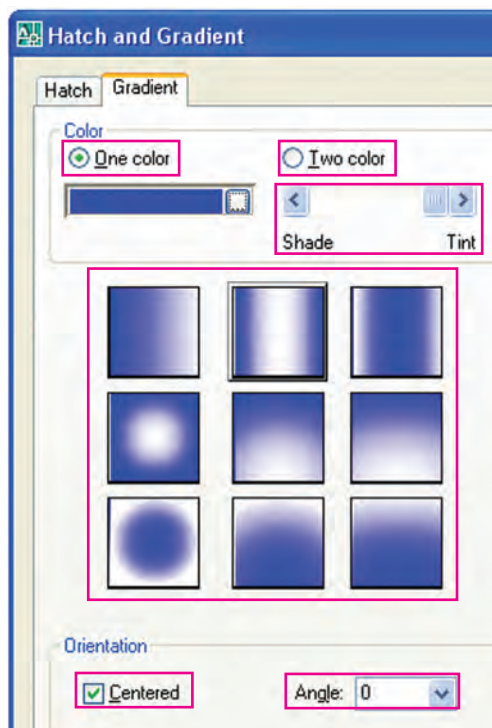 Hatch and Gradient
Hatch Gradient
Color
One color Two color
Shade Tint
Orientation
Centered Angle: 0